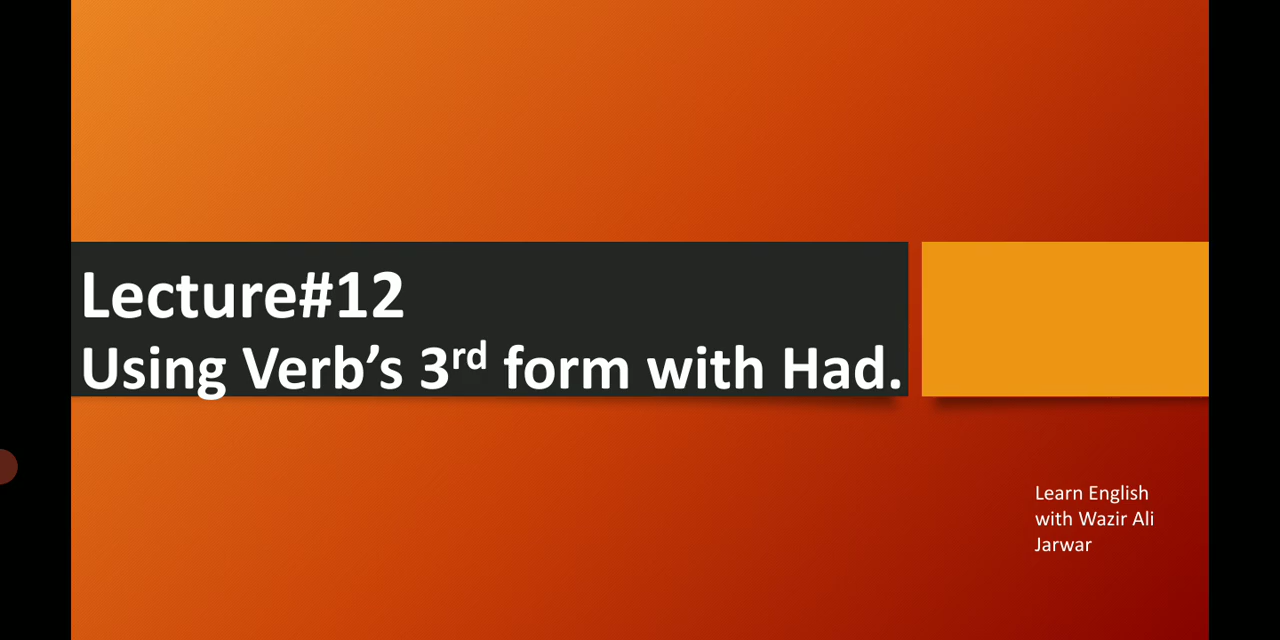 Lecture#12
Using Verb’s 3rd form with Had.
Learn English
with Wazir Ali
Jarwar